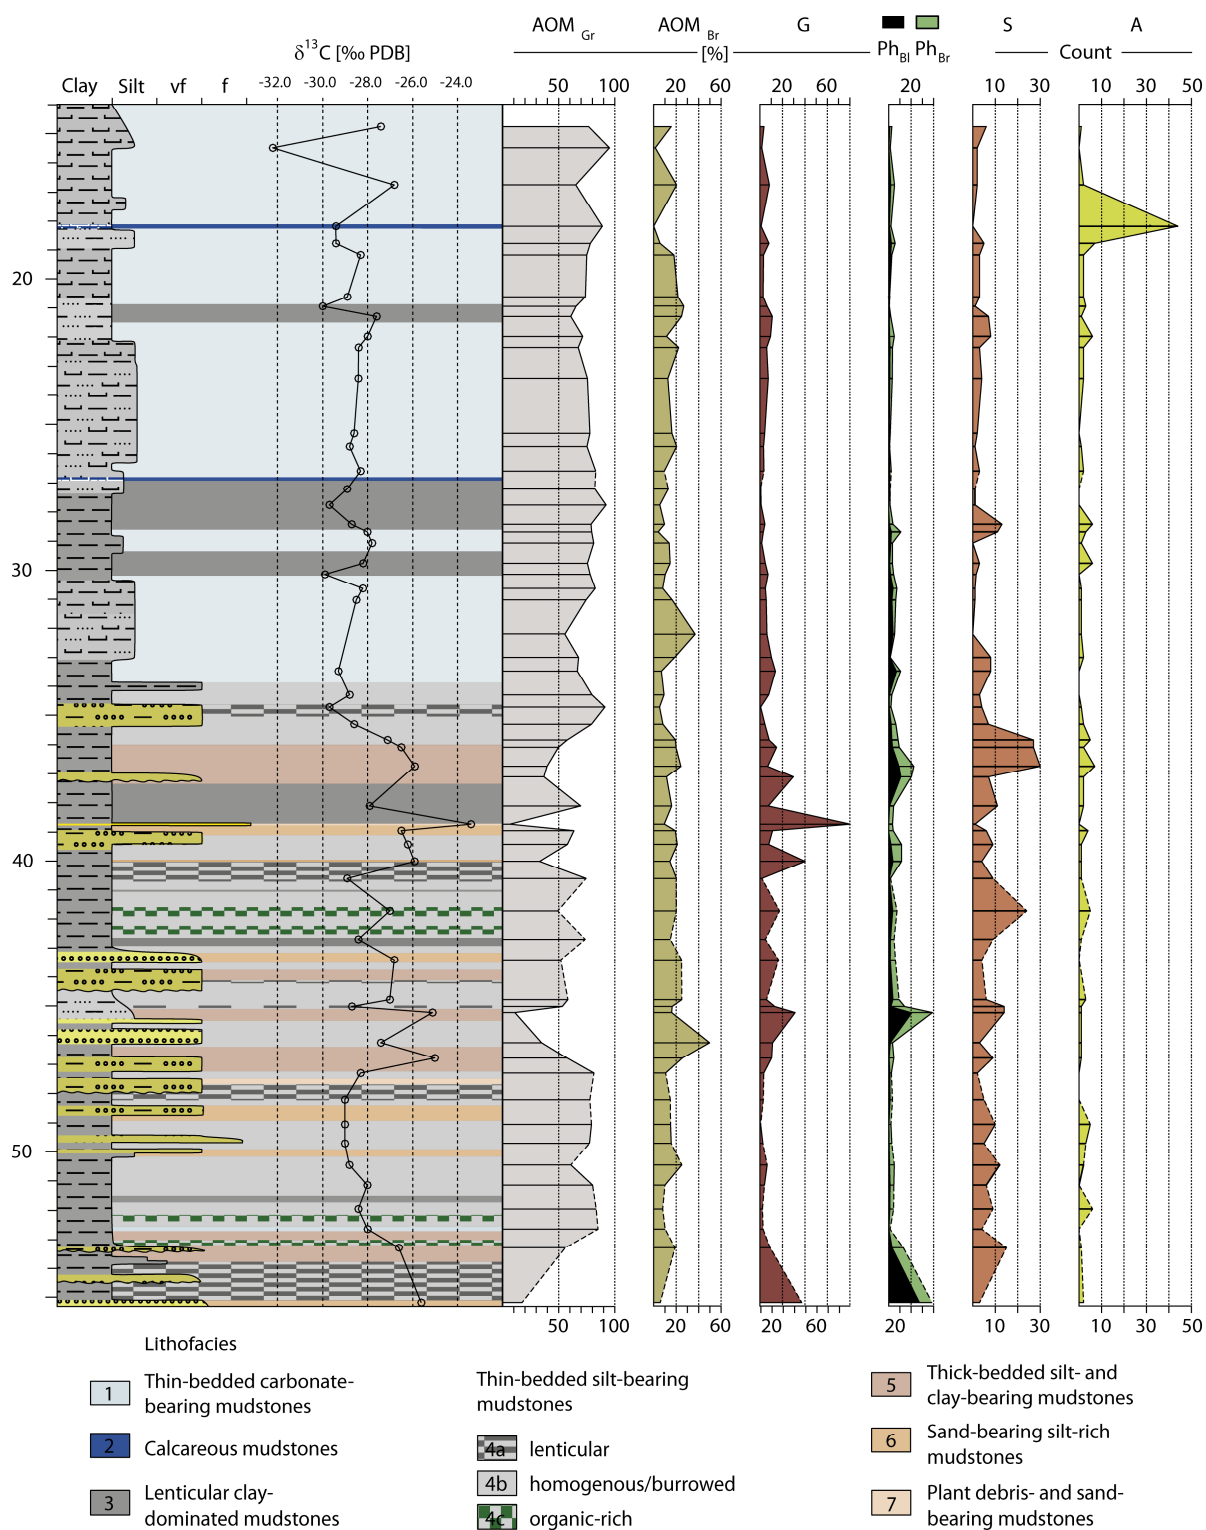 AOM Gr AOM Br G S A
δ13C [‰ PDB] [%] PhBl PhBr Count
Clay Silt vf f -32.0 -30.0 -28.0 -26.0 -24.0 50 100 20 40 60 20 60 20 10 30 10 20 30 40 50
20
30
40
50
50 100 20 60 20 60 20 10 30 10 30 50
Lithofacies
1 Thin-bedded carbonate-
bearing mudstones
2 Calcareous mudstones
3 Lenticular clay-
dominated mudstones
Thin-bedded silt-bearing
mudstones
4a lenticular
4b homogenous/burrowed
4c organic-rich
5 Thick-bedded silt- and
clay-bearing mudstones
6 Sand-bearing silt-rich
mudstones
7 Plant debris- and sand-
bearing mudstones